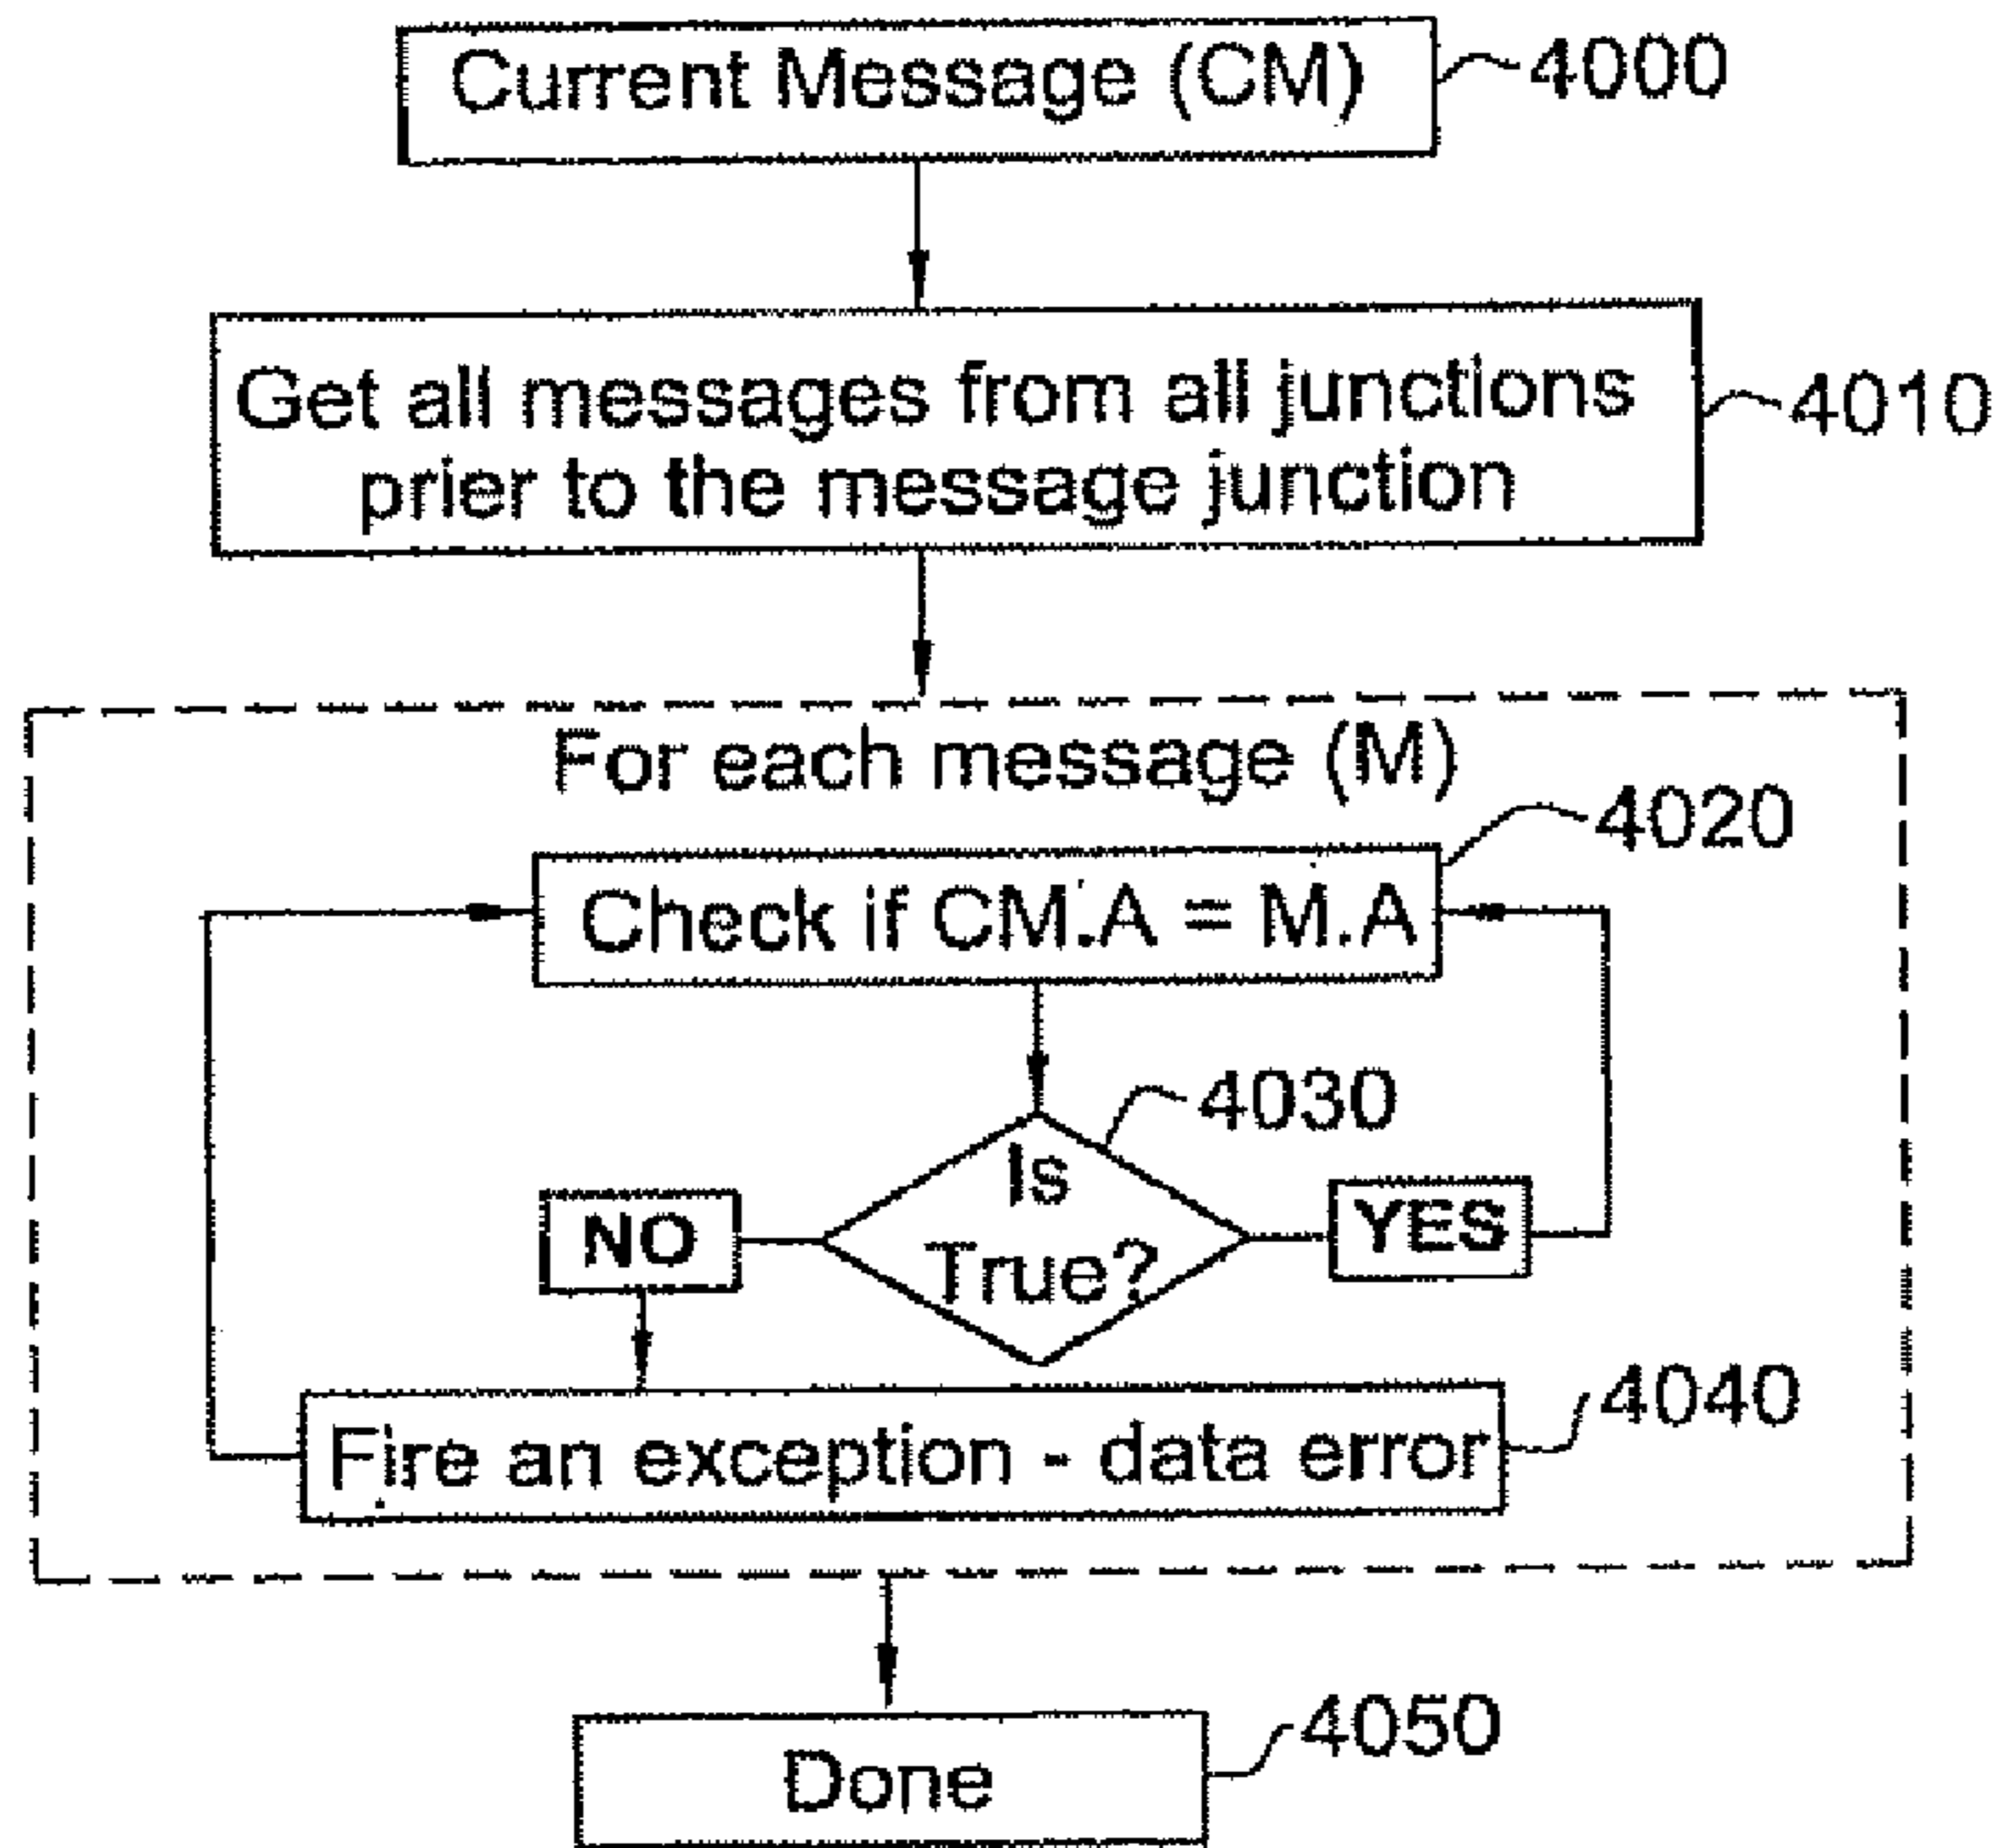 Current Message (CM)
4000
Get all messages from all junctions
prier to the message junction
4010
For each message (M)
4020
Check if CM.A = M.A
4030
Is
True?
NO
YES
Fire an exception - data error
4040
Done
4050